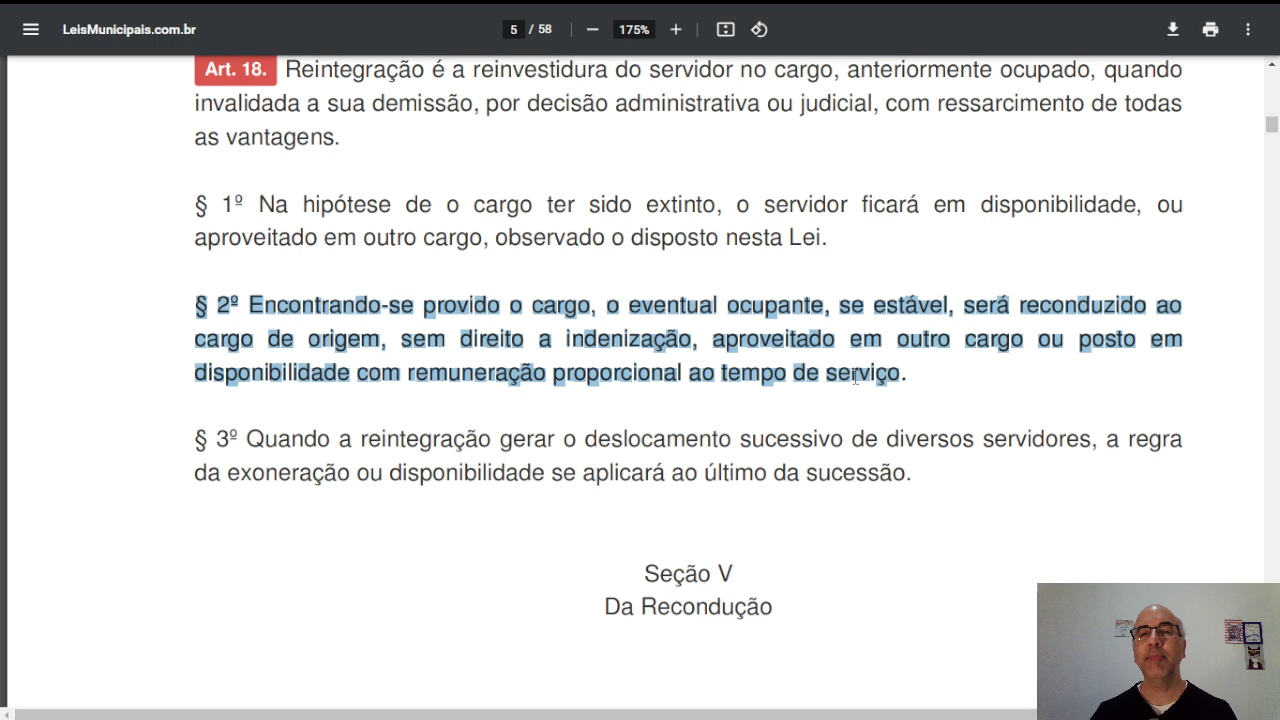 LeisMunicipais.com.br
5 / 58
175%
Art. 18. Reintegração é a reinvestidura do servidor no cargo, anteriormente ocupado, quando
invalidada a sua demissão, por decisão administrativa ou judicial, com ressarcimento de todas
as vantagens.
§ 1º Na hipótese de o cargo ter sido extinto, o servidor ficará em disponibilidade, ou
aproveitado em outro cargo, observado o disposto nesta Lei.
§ 2º Encontrando-se provido o cargo, o eventual ocupante, se estável, será reconduzido ao
cargo de origem, sem direito a indenização, aproveitado em outro cargo ou posto em
disponibilidade com remuneração proporcional ao tempo de serviço.
§ 3º Quando a reintegração gerar o deslocamento sucessivo de diversos servidores, a regra
da exoneração ou disponibilidade se aplicará ao último da sucessão.
Seção V
Da Recondução